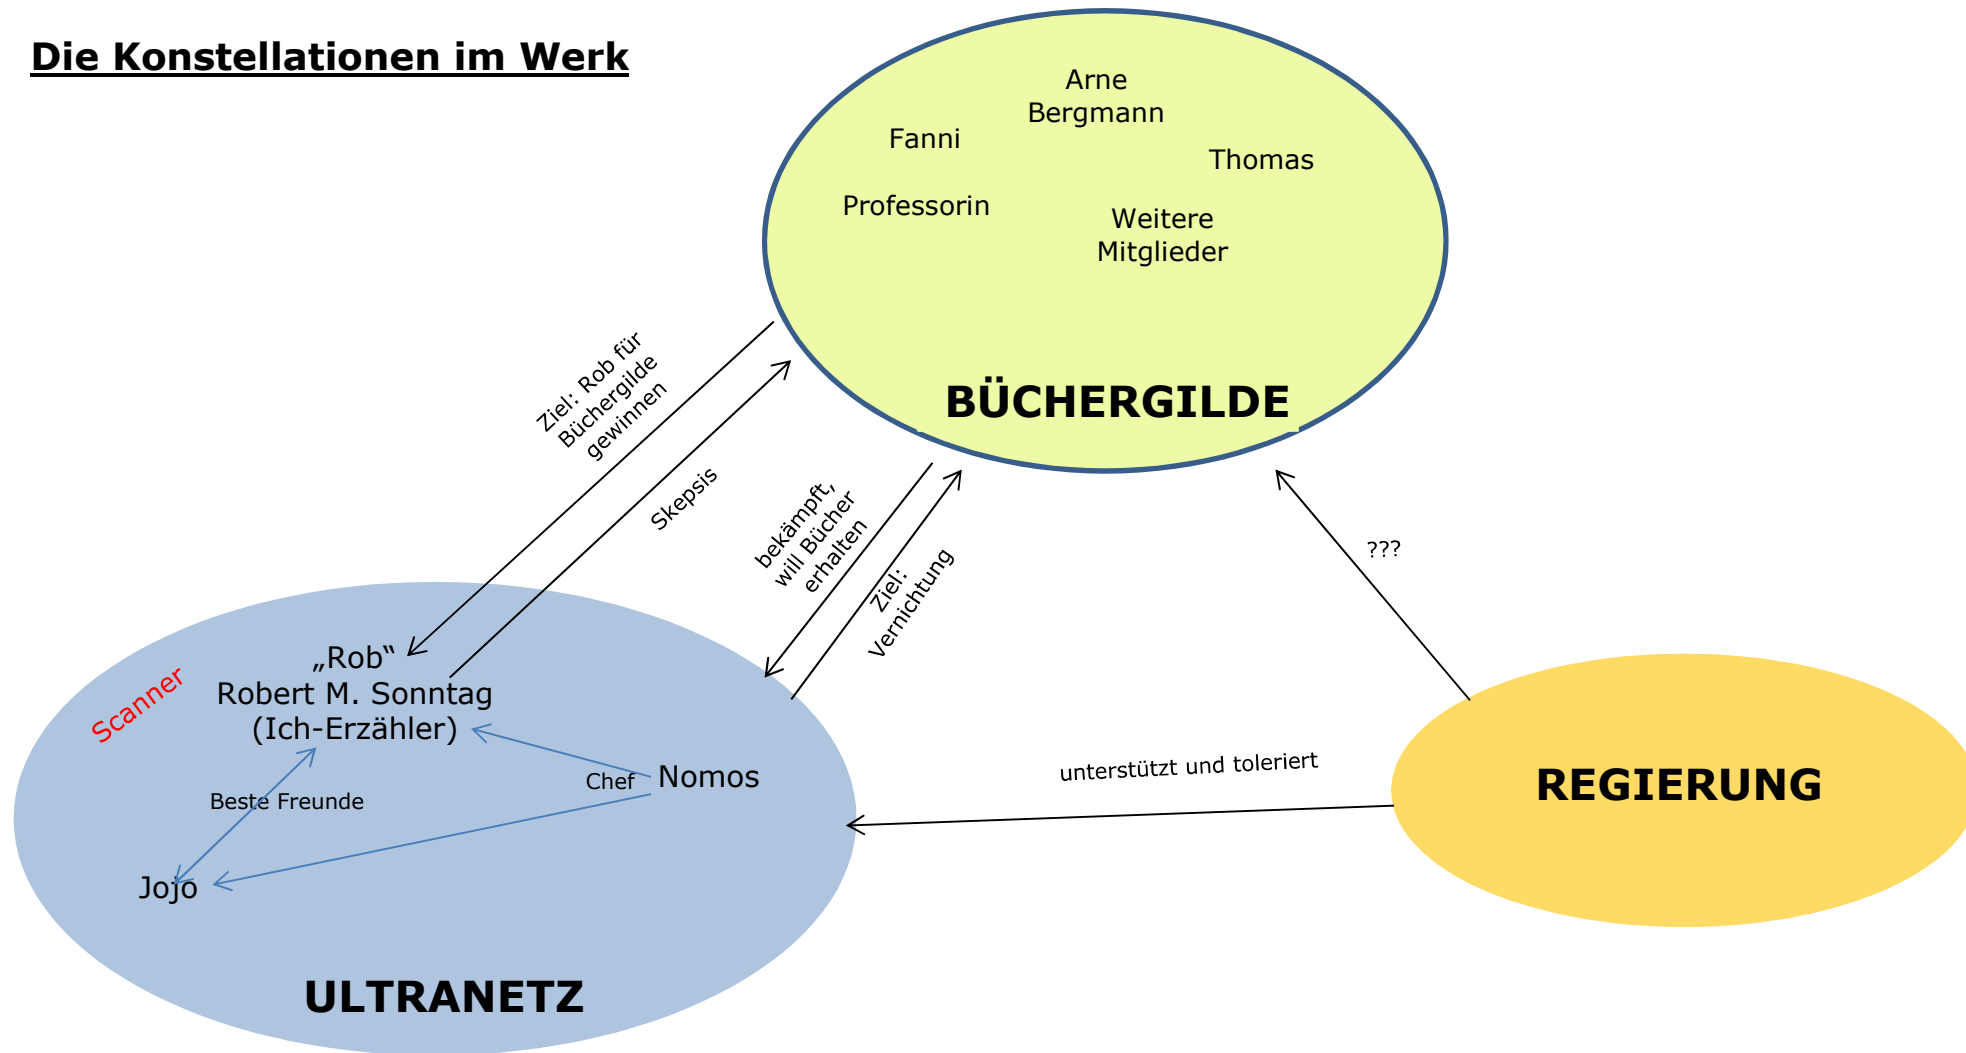 Die Konstellationen im Werk
Arne
Bergmann
Fanni
Thomas
Professorin
Weitere
Mitglieder
BÜCHERGILDE
Ziel: Rob für
Büchergilde
gewinnen
Skepsis
bekämpft,
will Bücher
erhalten
Ziel:
Vernichtung
???
„Rob“
Robert M. Sonntag
(Ich-Erzähler)
Scanner
Chef
Nomos
Beste Freunde
Jojo
ULTRANETZ
unterstützt und toleriert
REGIERUNG